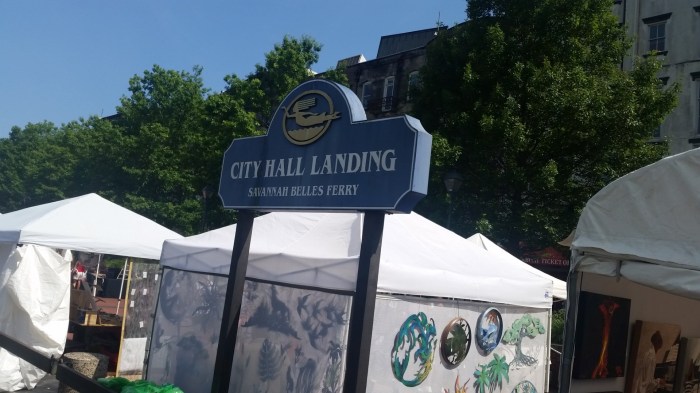 CITY HALL LANDING
SAVANNAH BELLES FERRY